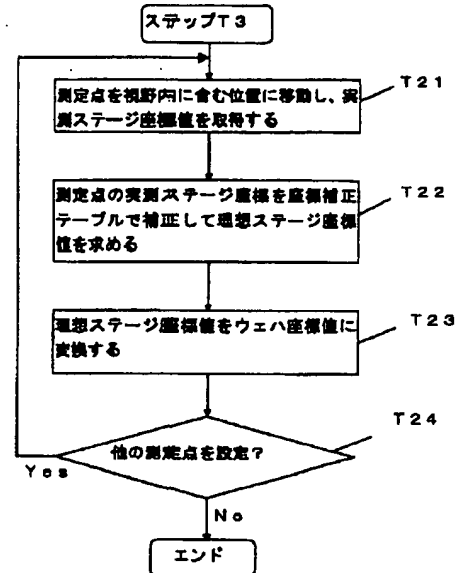 ステップT3
測定点を視野内に含む位置に移動し、実
測ステージ座標値を取得する
T21
測定点の実測ステージ座標を座標補正
テーブルで補正して理想ステージ座標
値を求める
T22
理想ステージ座標値をウェハ座標値に
変換する
T23
他の測定点を設定？
T24
Yes
No
エンド